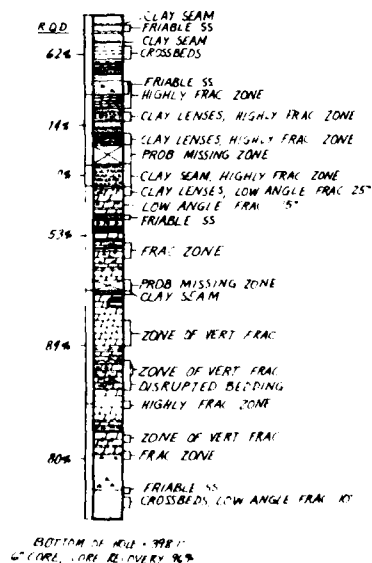 CLAY SEAM
RQD
FRIABLE SS
CLAY SEAM
62% CROSSBEDS
FRIABLE SS
HIGHLY FRAC ZONE
CLAY LENSES, HIGHLY FRAC ZONE
14%
CLAY LENSES, HIGHLY FRAC ZONE
PROB MISSING ZONE
CLAY SEAM, HIGHLY FRAC ZONE
CLAY LENSES, LOW ANGLE FRAC 25°
LOW ANGLE FRAC
FRIABLE SS
53%
FRAC ZONE
PROB MISSING ZONE
CLAY SEAM
ZONE OF VERT FRAC
89%
ZONE OF VERT FRAC
DISRUPTED BEDDING
HIGHLY FRAC ZONE
ZONE OF VERT FRAC
80% FRAC ZONE
FRIABLE SS
CROSSBEDS, LOW ANGLE FRAC
BOTTOM OF HOLE
6" CORE, CORE RECOVERY 96%